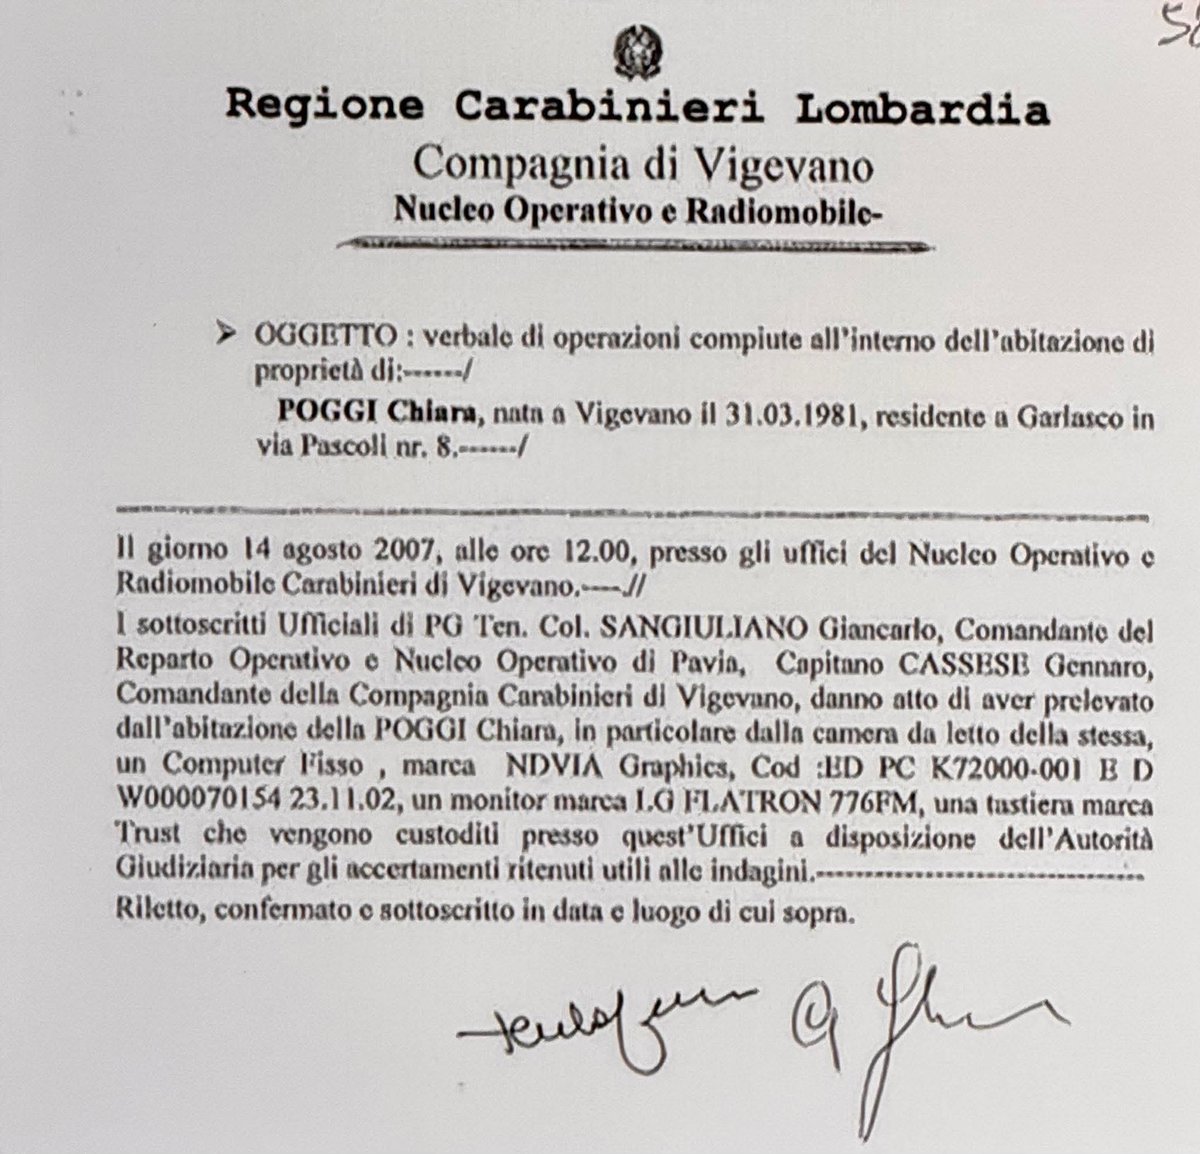 Regione Carabinieri Lombardia
Compagnia di Vigevano
Nucleo Operativo e Radiomobile-
➤ OGGETTO : verbale di operazioni compiute all'interno dell'abitazione di
proprietà di:------/
POGGI Chiara, nata a Vigevano il 31.03.1981, residente a Garlasco in
via Pascoli nr. 8.------/
Il giorno 14 agosto 2007, alle ore 12.00, presso gli uffici del Nucleo Operativo e
Radiomobile Carabinieri di Vigevano.----.//
I sottoscritti Ufficiali di PG Ten. Col. SANGIULIANO Giancarlo, Comandante del
Reparto Operativo e Nucleo Operativo di Pavia, Capitano CASSESE Gennaro,
Comandante della Compagnia Carabinieri di Vigevano, danno atto di aver prelevato
dall'abitazione della POGGI Chiara, in particolare dalla camera da letto della stessa,
un Computer Fisso , marca NDVIA Graphics, Cod :ED PC K72000-001 E D
W000070154 23.11.02, un monitor marca LG FLATRON 776FM, una tastiera marca
Trust che vengono custoditi presso quest'Uffici a disposizione dell'Autorità
Giudiziaria per gli accertamenti ritenuti utili alle indagini.---------------------------------
Riletto, confermato e sottoscritto in data e luogo di cui sopra.